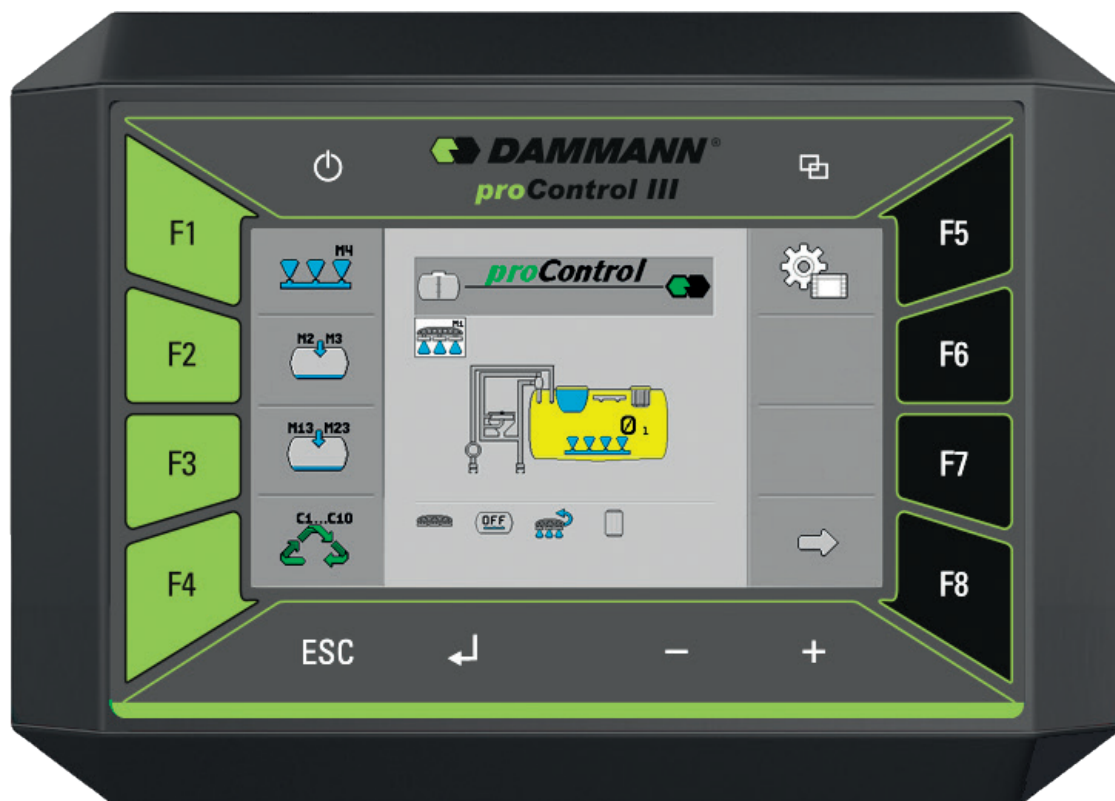 DAMMANN®
proControl III
F1
F2
F3
F4
F5
F6
F7
F8
M4
M2 M3
M13 M23
C1...C10
proControl
M1
0 1
OFF
ESC
- +